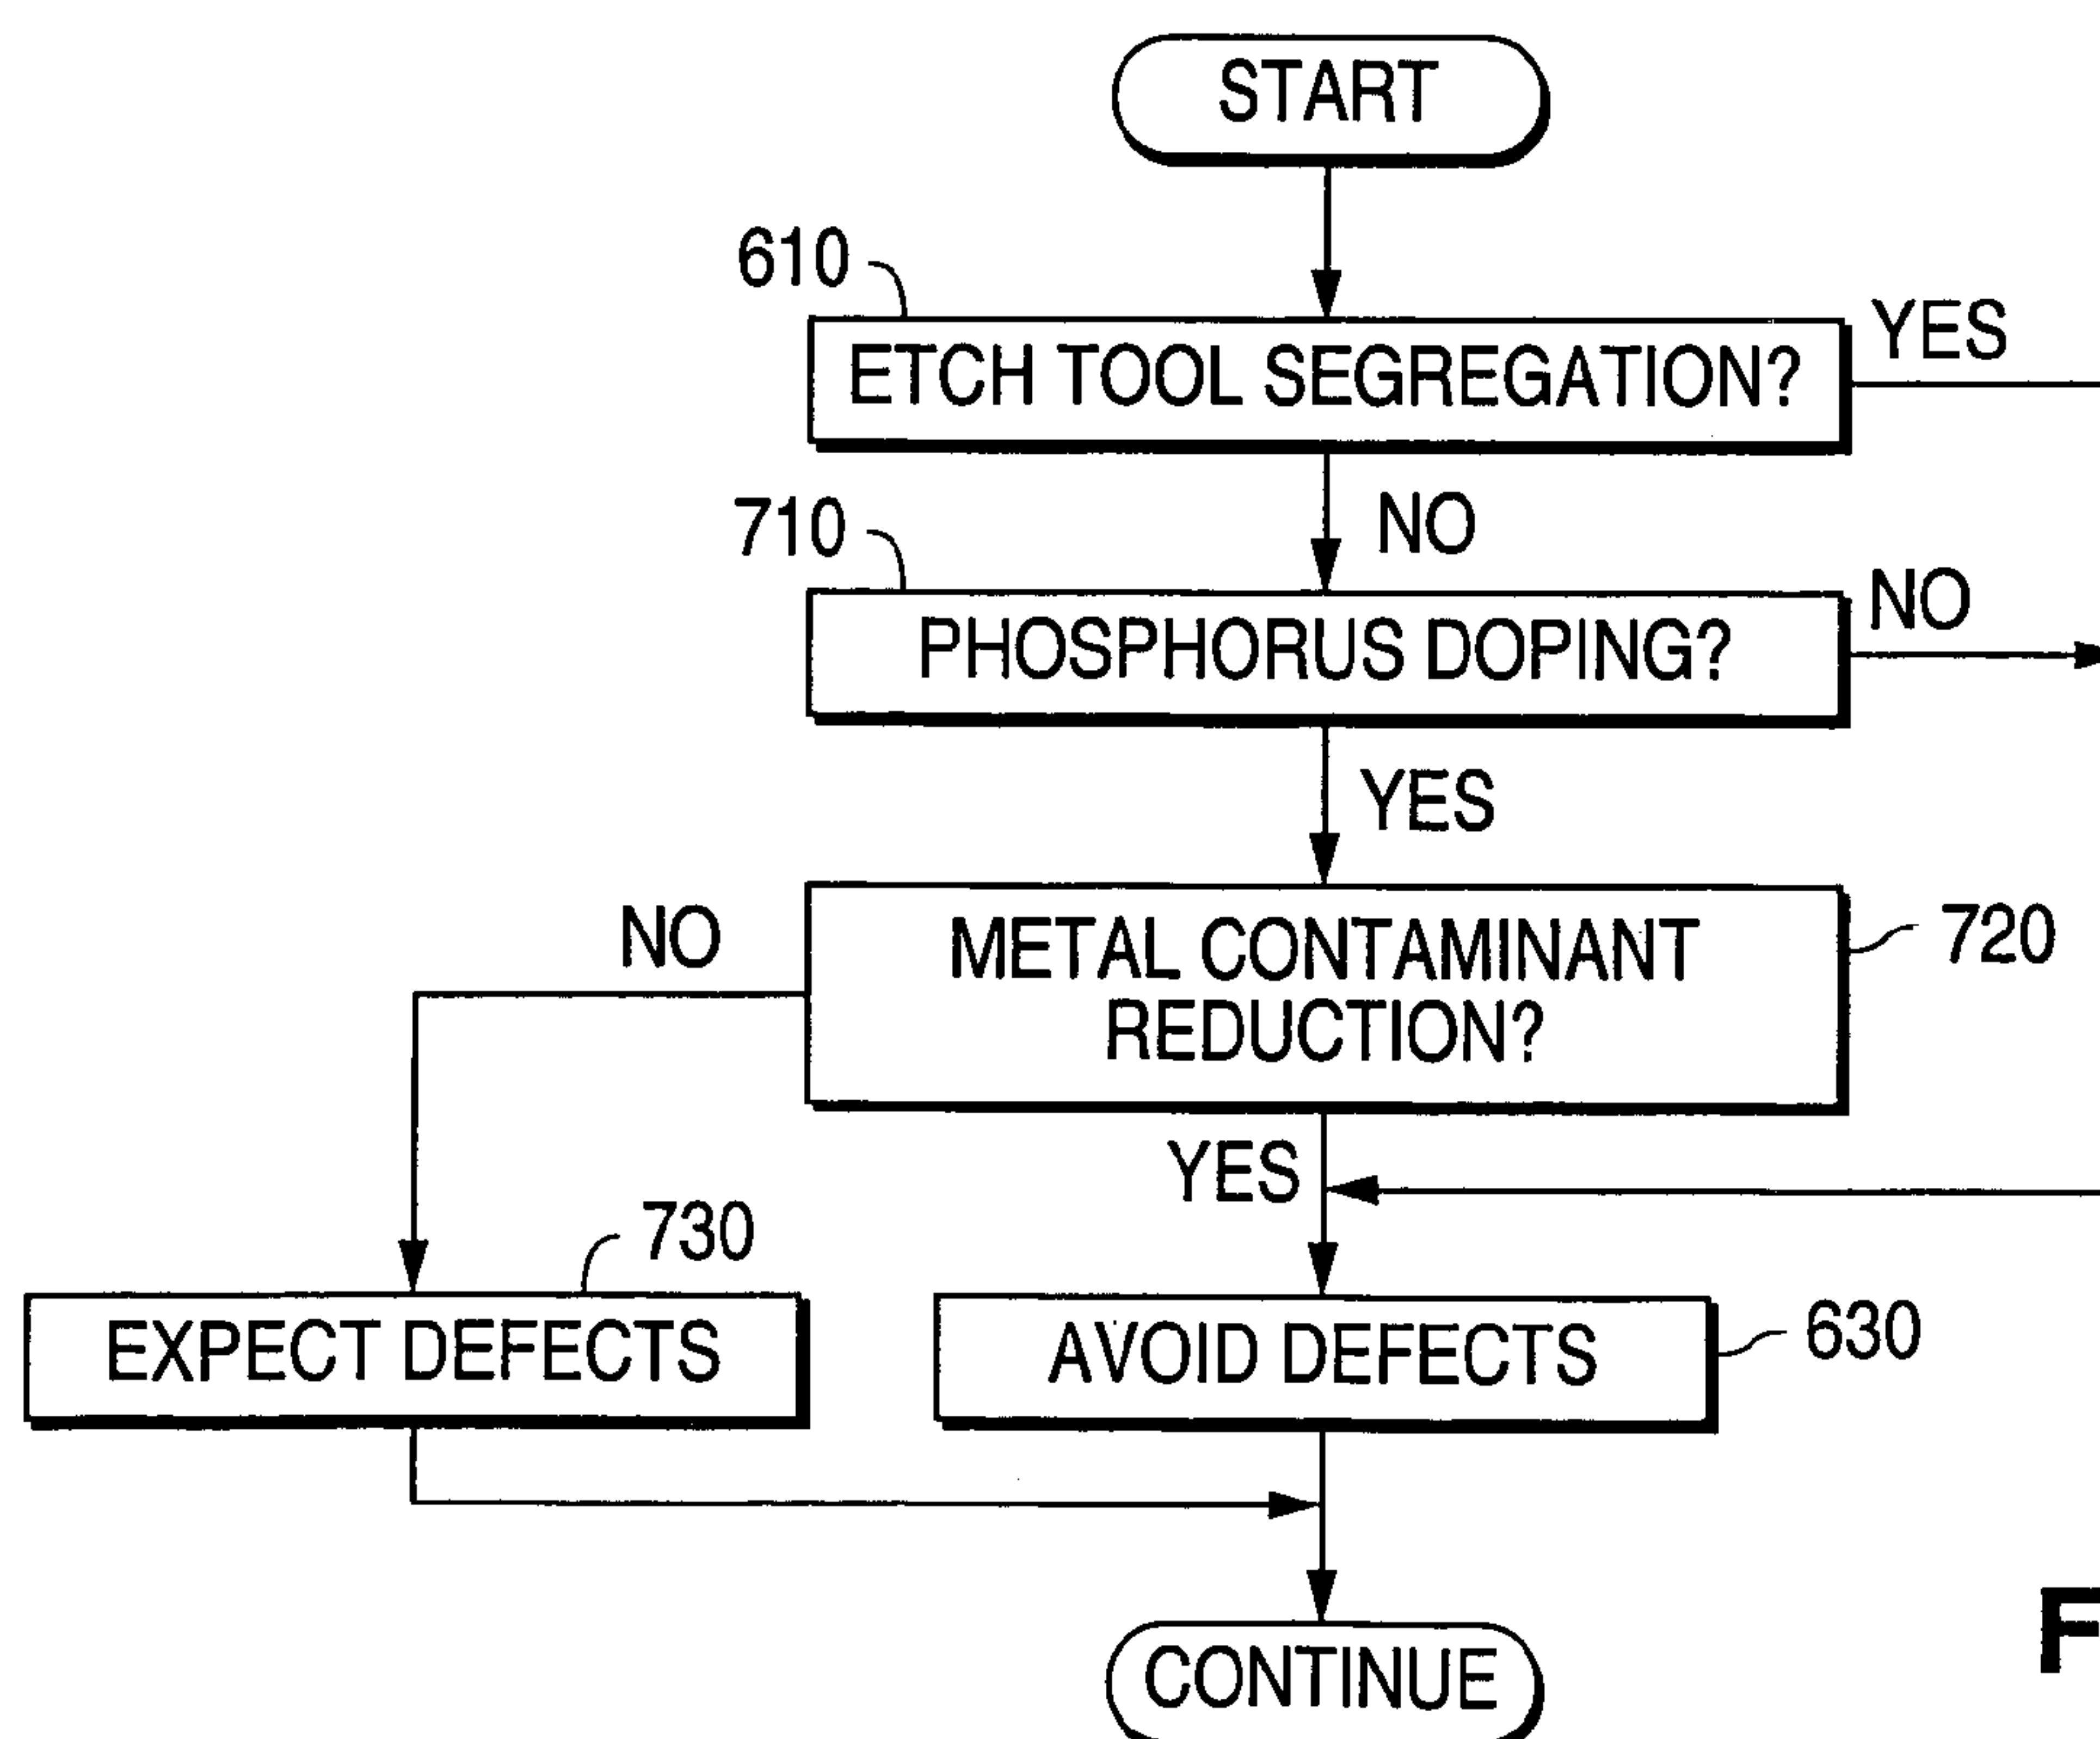 START
610
YES
ETCH TOOL SEGREGATION?
710
NO
NO
PHOSPHORUS DOPING?
YES
NO
METAL CONTAMINANT
REDUCTION?
720
YES
730
EXPECT DEFECTS
AVOID DEFECTS
630
CONTINUE
F